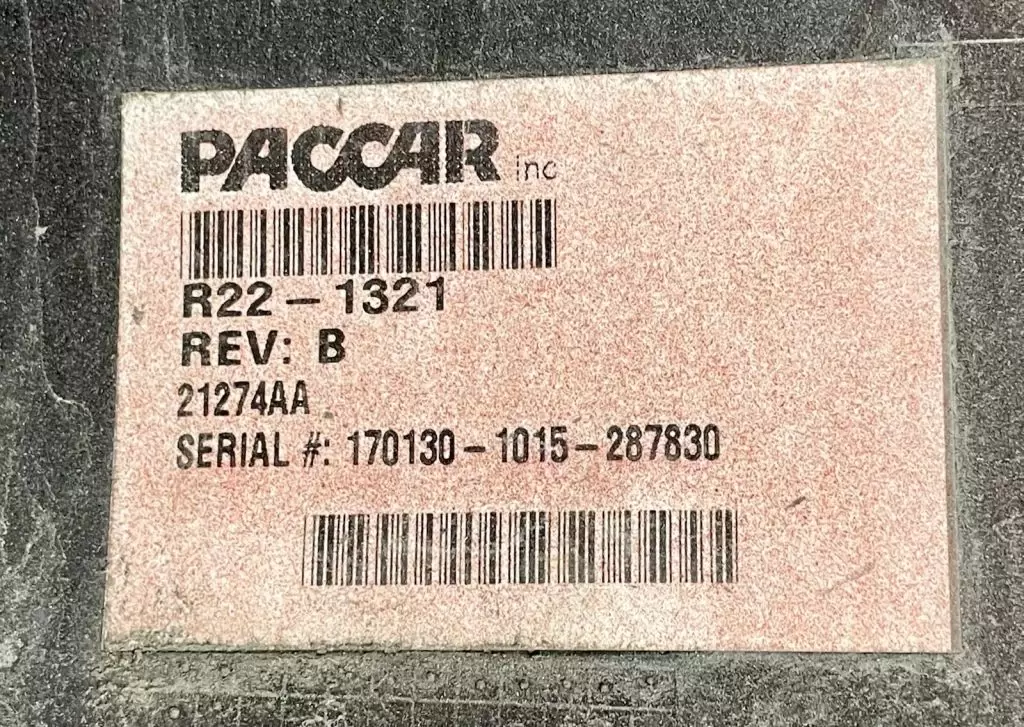 PACCAR inc
R22-1321
REV: B
21274AA
SERIAL #: 170130-1015-287830